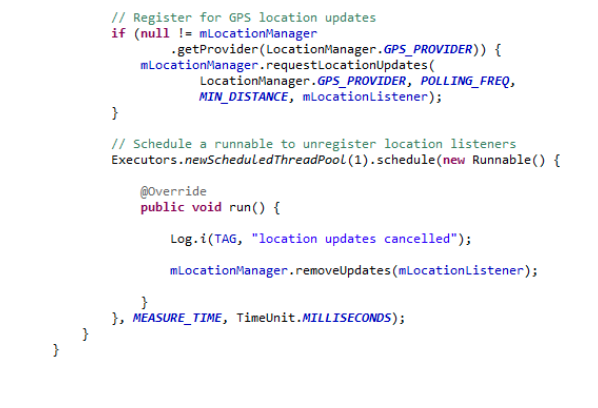 // Register for GPS location updates
if (null != mLocationManager
.getProvider(LocationManager.GPS_PROVIDER)) {
mLocationManager.requestLocationUpdates(
LocationManager.GPS_PROVIDER, POLLING_FREQ,
MIN_DISTANCE, mLocationListener);
}
// Schedule a runnable to unregister location listeners
Executors.newScheduledThreadPool(1).schedule(new Runnable() {
@Override
public void run() {
Log.i(TAG, "location updates cancelled");
mLocationManager.removeUpdates(mLocationListener);
}
}, MEASURE_TIME, TimeUnit.MILLISECONDS);
}
}